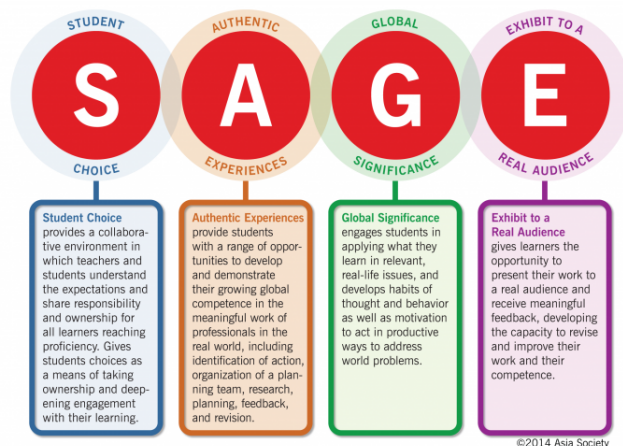 STUDENT
CHOICE
S
AUTHENTIC
EXPERIENCES
A
GLOBAL
SIGNIFICANCE
G
EXHIBIT TO A
REAL AUDIENCE
E
Student Choice
provides a collabora-
tive environment in
which teachers and
students understand
the expectations and
share responsibility
and ownership for
all learners reaching
proficiency. Gives
students choices as
a means of taking
ownership and deep-
ening engagement
with their learning.
Authentic Experiences
provide students
with a range of oppor-
tunities to develop
and demonstrate
their growing global
competence in the
meaningful work of
professionals in the
real world, including
identification of action,
organization of a plan-
ning team, research,
planning, feedback,
and revision.
Global Significance
engages students in
applying what they
learn in relevant,
real-life issues, and
develops habits of
thought and behavior
as well as motivation
to act in productive
ways to address
world problems.
Exhibit to a
Real Audience
gives learners the
opportunity to
present their work to
a real audience and
receive meaningful
feedback, developing
the capacity to revise
and improve their
work and their
competence.
©2014 Asia Society